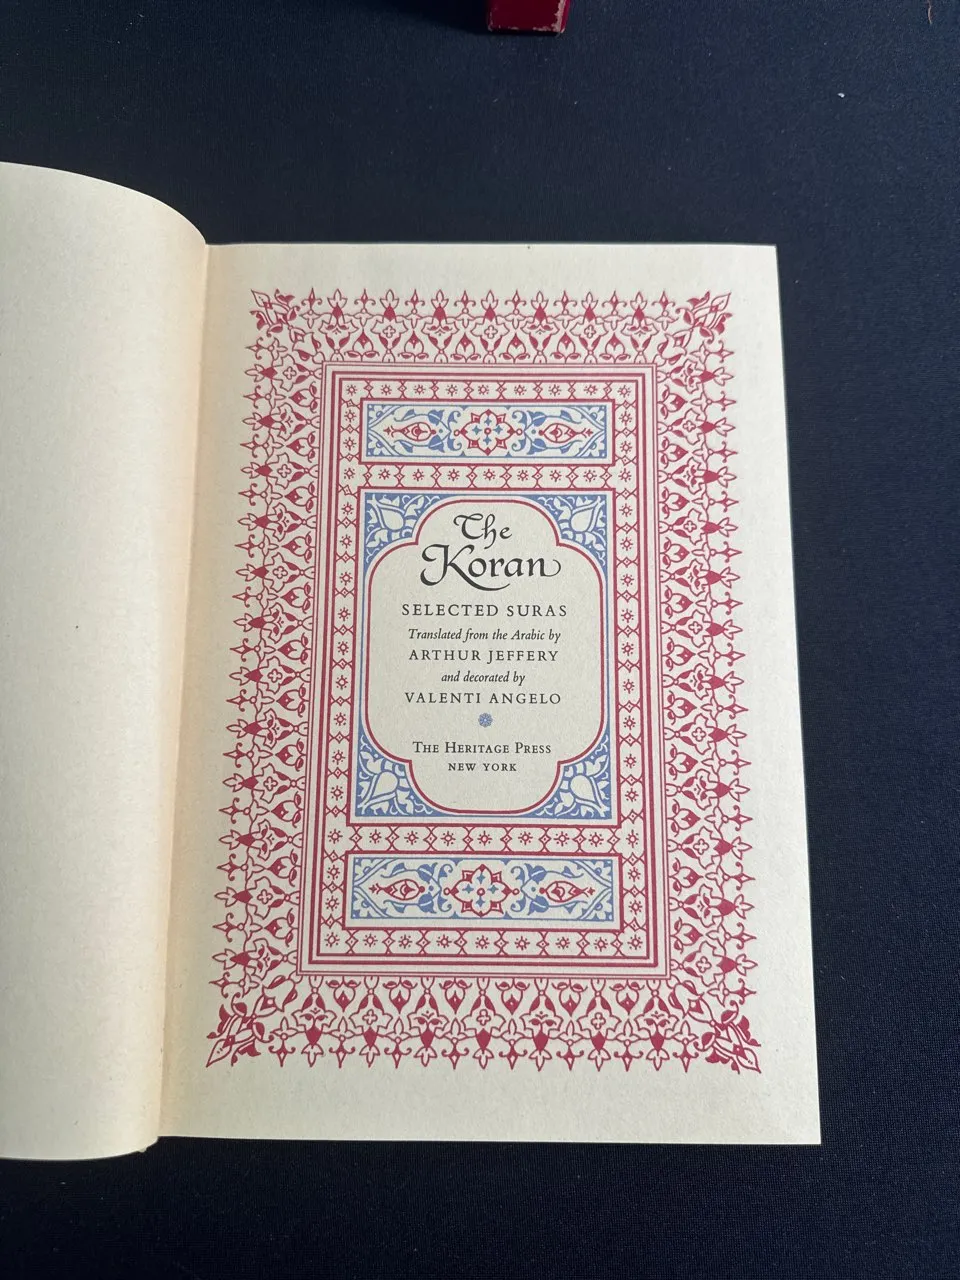 The
Koran
SELECTED SURAS
Translated from the Arabic by
ARTHUR JEFFERY
and decorated by
VALENTI ANGELO
THE HERITAGE PRESS
NEW YORK